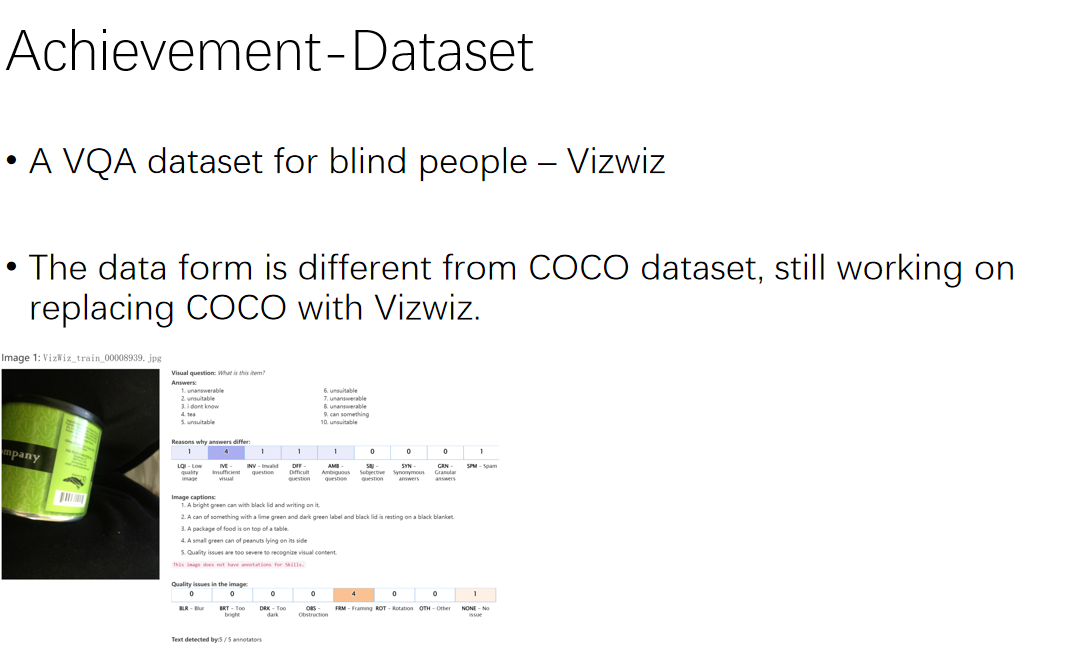 Achievement-Dataset
• A VQA dataset for blind people – Vizwiz
• The data form is different from COCO dataset, still working on
replacing COCO with Vizwiz.
Image 1: VizWiz_train_00008939.jpg
mpany
Visual question: What is this item?
Answers:
1. unanswerable
2. unsuitable
3. i dont know
4. tea
5. unsuitable
6. unsuitable
7. unanswerable
8. unanswerable
9. can something
10. unsuitable
Reasons why answers differ:
1 4 1 1 1 0 0 0 1
LQI - Low quality image
IVE - Insufficient visual
INV - Invalid question
DFF - Difficult question
AMB - Ambiguous question
SBJ - Subjective question
SYN - Synonymous answers
GRN - Granular answers
SPM - Spam
Image captions:
1. A bright green can with black lid and writing on it.
2. A can of something with a lime green and dark green label and black lid is resting on a black blanket.
3. A package of food is on top of a table.
4. A small green can of peanuts lying on its side
5. Quality issues are too severe to recognize visual content.
This image does not have annotations for Skills.
Quality issues in the image:
0 0 0 0 4 0 0 1
BLR - Blur
BRT - Too bright
DRK - Too dark
OBS - Obstruction
FRM - Framing
ROT - Rotation
OTH - Other
NONE - No issue
Text detected by:5 / 5 annotators